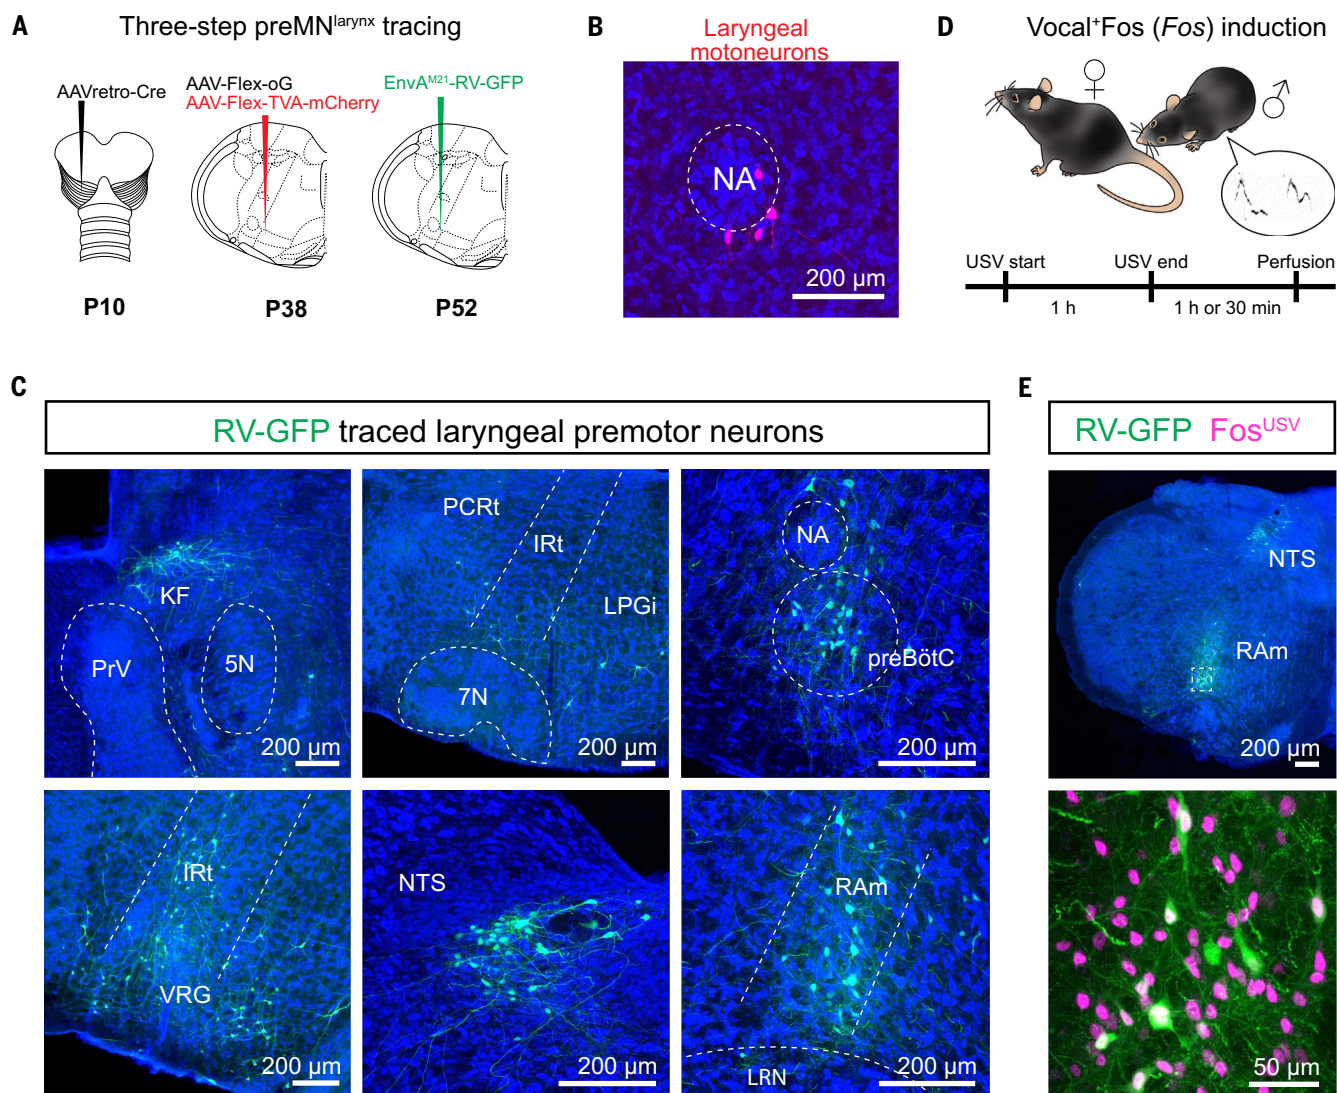 A
Three-step preMNlarynx tracing
AAVretro-Cre
AAV-Flex-oG
AAV-Flex-TVA-mCherry
EnvAM21-RV-GFP
P10
P38
P52
B
Laryngeal
motoneurons
NA
200 µm
D
Vocal+Fos (Fos) induction
♀
♂
USV start
USV end
Perfusion
1 h
1 h or 30 min
C
RV-GFP traced laryngeal premotor neurons
KF
PrV
5N
200 µm
PCRt
IRt
LPGi
7N
200 µm
NA
preBötC
200 µm
IRt
VRG
200 µm
NTS
200 µm
RAm
LRN
200 µm
E
RV-GFP FosUSV
NTS
RAm
200 µm
50 µm